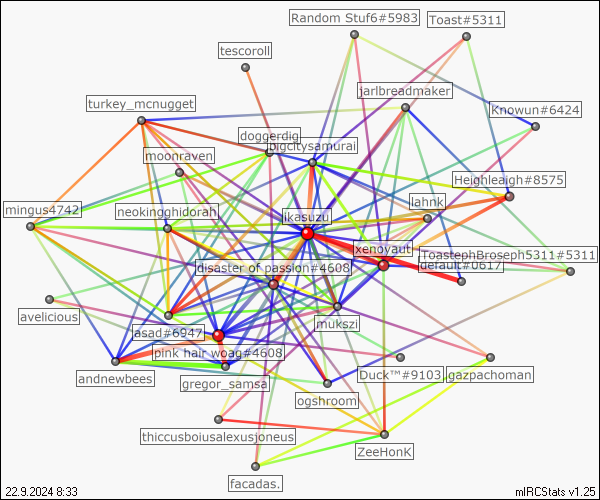 Random Stuf6#5983
Toast#5311
tescoroll
jarlbreadmaker
turkey_mcnugget
Knowun#6424
doggerdig
bigcitysamurai
moonraven
Heighleaigh#8575
mingus4742
neokingghidorah
lahnk
ikasuzu
xenoyaut
ToastephBroseph5311#5311
disaster of passion#4608
default#0617
avelicious
asad#6947
mukszi
pink hair woag#4608
andnewbees
gregor_samsa
Duck™#9103
gazpachoman
ogshroom
thiccusboiusalexusjoneus
ZeeHonK
facadas.
22.9.2024 8:33
mIRCStats v1.25